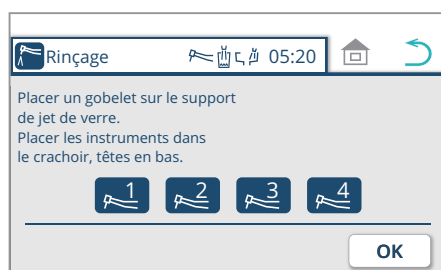 Rinçage 05:20
Placer un gobelet sur le support
de jet de verre.
Placer les instruments dans
le crachoir, têtes en bas.
1 2 3 4
OK